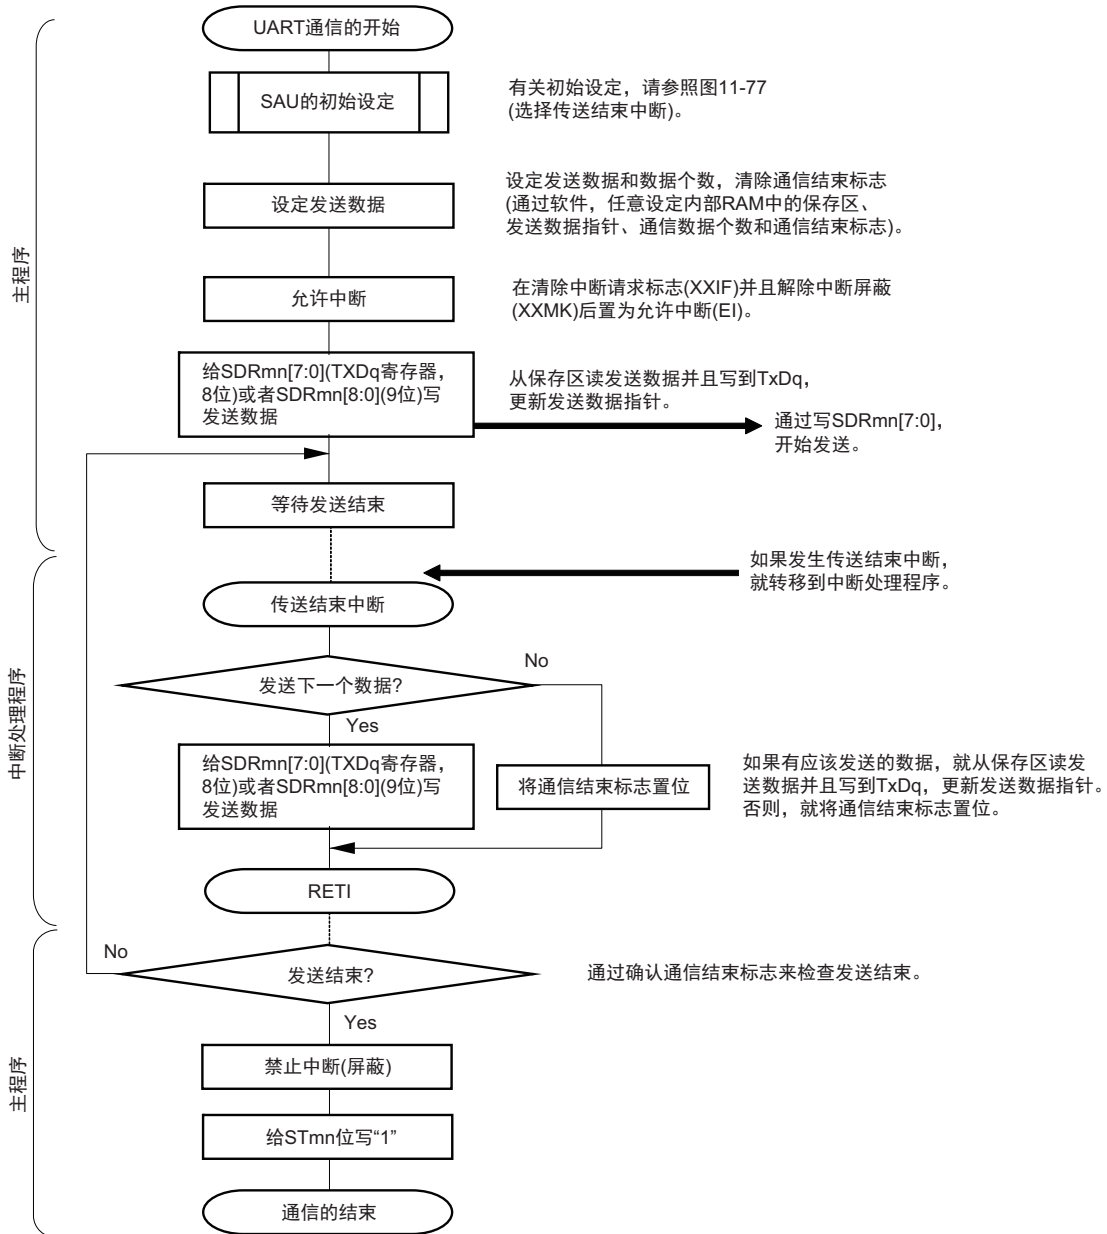 UART通信的开始
SAU的初始设定
有关初始设定，请参照图11-77
(选择传送结束中断)。
设定发送数据
设定发送数据和数据个数，清除通信结束标志
(通过软件，任意设定内部RAM中的保存区、
发送数据指针、通信数据个数和通信结束标志)。
主程序
允许中断
在清除中断请求标志(XXIF)并且解除中断屏蔽
(XXMK)后置为允许中断(EI)。
给SDRmn[7:0](TXDq寄存器，
8位)或者SDRmn[8:0](9位)写
发送数据
从保存区读发送数据并且写到TxDq，
更新发送数据指针。
通过写SDRmn[7:0]，
开始发送。
等待发送结束
如果发生传送结束中断，
就转移到中断处理程序。
传送结束中断
中断处理程序
发送下一个数据?
No
Yes
给SDRmn[7:0](TXDq寄存器，
8位)或者SDRmn[8:0](9位)写
发送数据
将通信结束标志置位
如果有应该发送的数据，就从保存区读发
送数据并且写到TxDq，更新发送数据指针。
否则，就将通信结束标志置位。
RETI
No
发送结束?
通过确认通信结束标志来检查发送结束。
Yes
主程序
禁止中断(屏蔽)
给STmn位写“1”
通信的结束